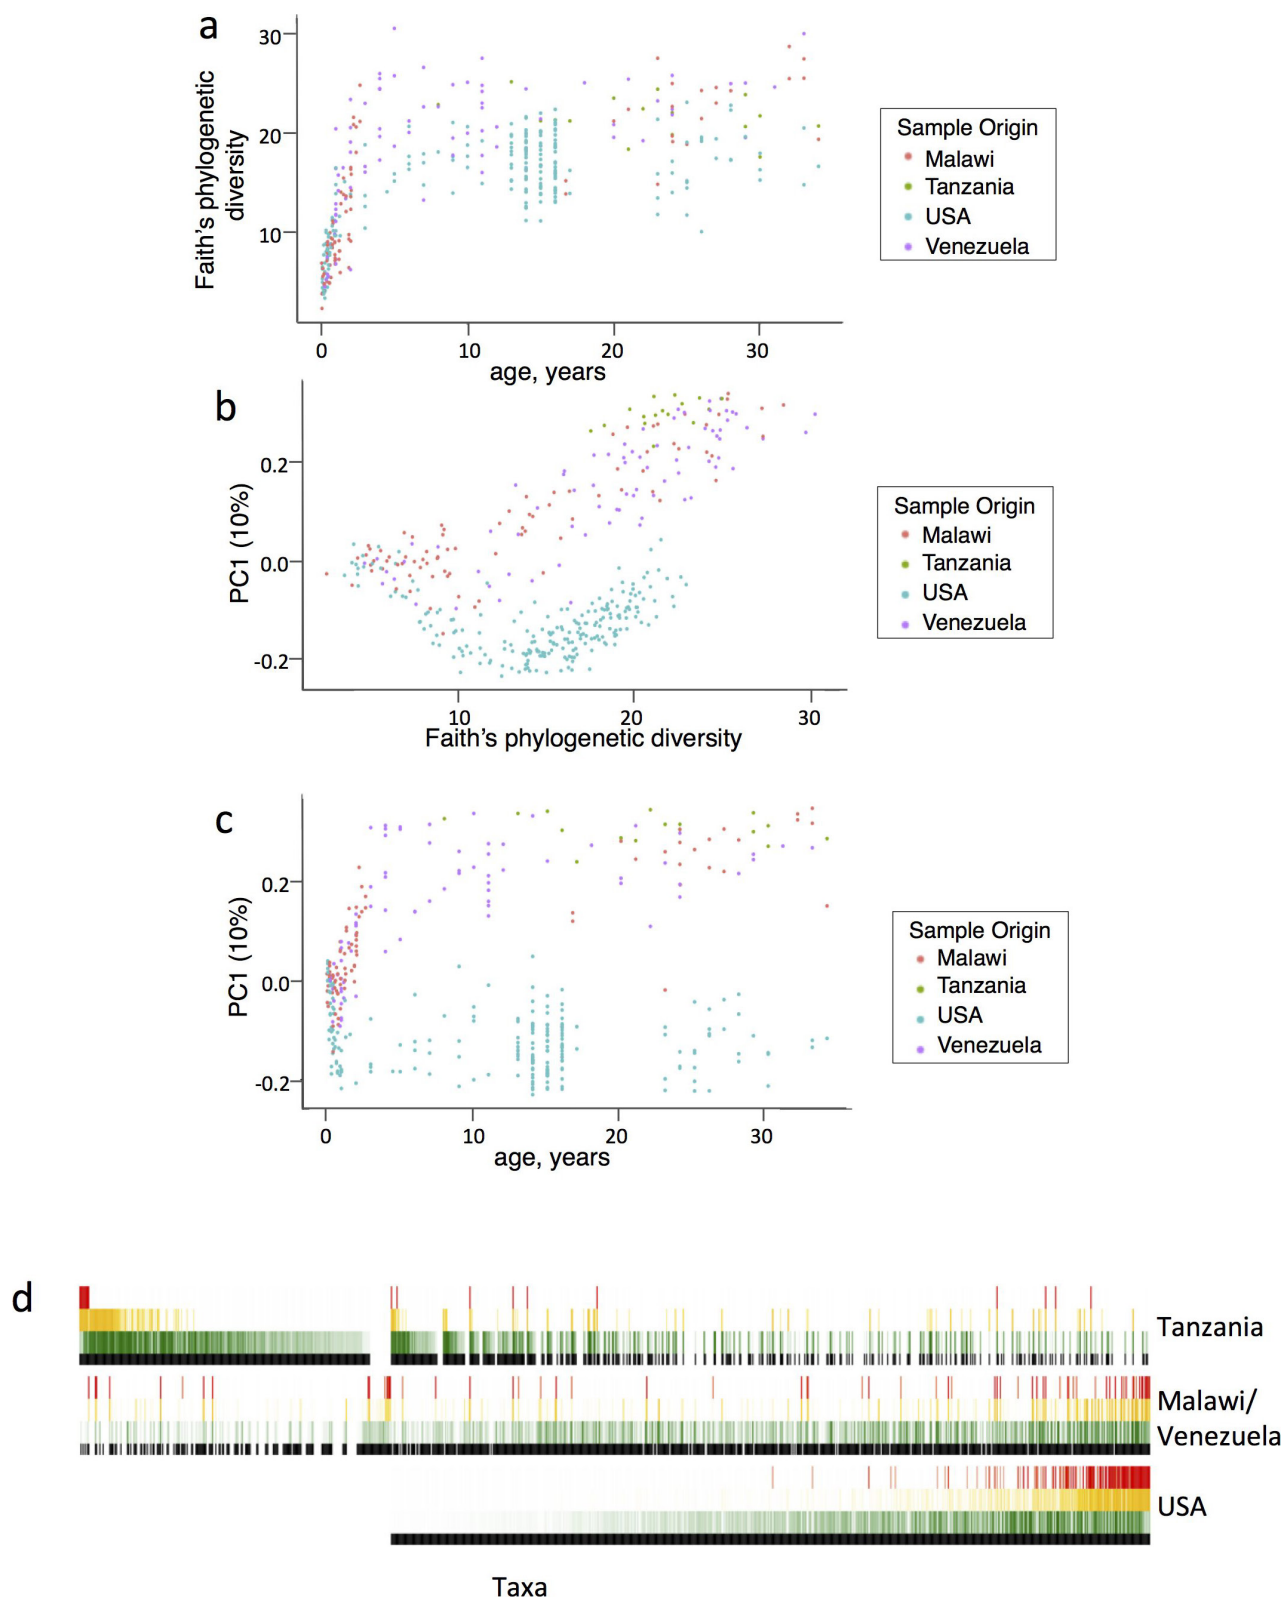 a
Faith's phylogenetic
diversity
30
20
10
0 10 20 30
age, years
Sample Origin
Malawi
Tanzania
USA
Venezuela
b
PC1 (10%)
0.2
0.0
-0.2
10 20 30
Faith's phylogenetic diversity
Sample Origin
Malawi
Tanzania
USA
Venezuela
c
PC1 (10%)
0.2
0.0
-0.2
0 10 20 30
age, years
Sample Origin
Malawi
Tanzania
USA
Venezuela
d
Tanzania
Malawi/
Venezuela
USA
Taxa